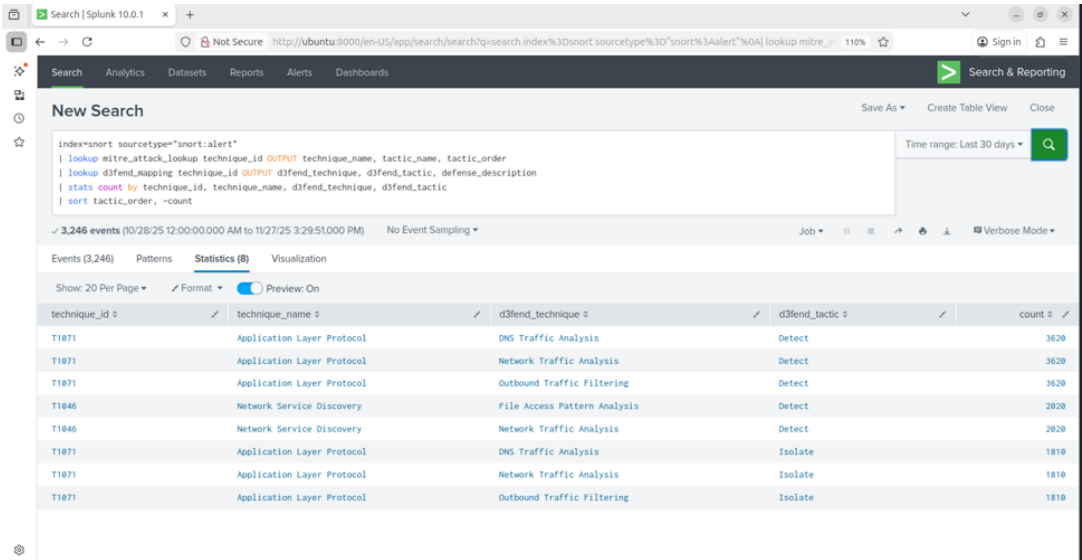 Search | Splunk 10.0.1
Not Secure http://ubuntu:8000/en-US/app/search/search?q=search index%3Dsnort sourcetype%3D"snort%3Aalert"%0A| lookup mitre_a 110% Sign in
Search Analytics Datasets Reports Alerts Dashboards Search & Reporting
New Search Save As Create Table View Close
index=snort sourcetype="snort:alert" Time range: Last 30 days
| lookup mitre_attack_lookup technique_id OUTPUT technique_name, tactic_name, tactic_order
| lookup d3fend_mapping technique_id OUTPUT d3fend_technique, d3fend_tactic, defense_description
| stats count by technique_id, technique_name, d3fend_technique, d3fend_tactic
| sort tactic_order, -count
3,246 events (10/28/25 12:00:00.000 AM to 11/27/25 3:29:51.000 PM) No Event Sampling Job Verbose Mode
Events (3,246) Patterns Statistics (8) Visualization
Show: 20 Per Page Format Preview: On
technique_id technique_name d3fend_technique d3fend_tactic count
T1071 Application Layer Protocol DNS Traffic Analysis Detect 3620
T1071 Application Layer Protocol Network Traffic Analysis Detect 3620
T1071 Application Layer Protocol Outbound Traffic Filtering Detect 3620
T1046 Network Service Discovery File Access Pattern Analysis Detect 2020
T1046 Network Service Discovery Network Traffic Analysis Detect 2020
T1071 Application Layer Protocol DNS Traffic Analysis Isolate 1810
T1071 Application Layer Protocol Network Traffic Analysis Isolate 1810
T1071 Application Layer Protocol Outbound Traffic Filtering Isolate 1810